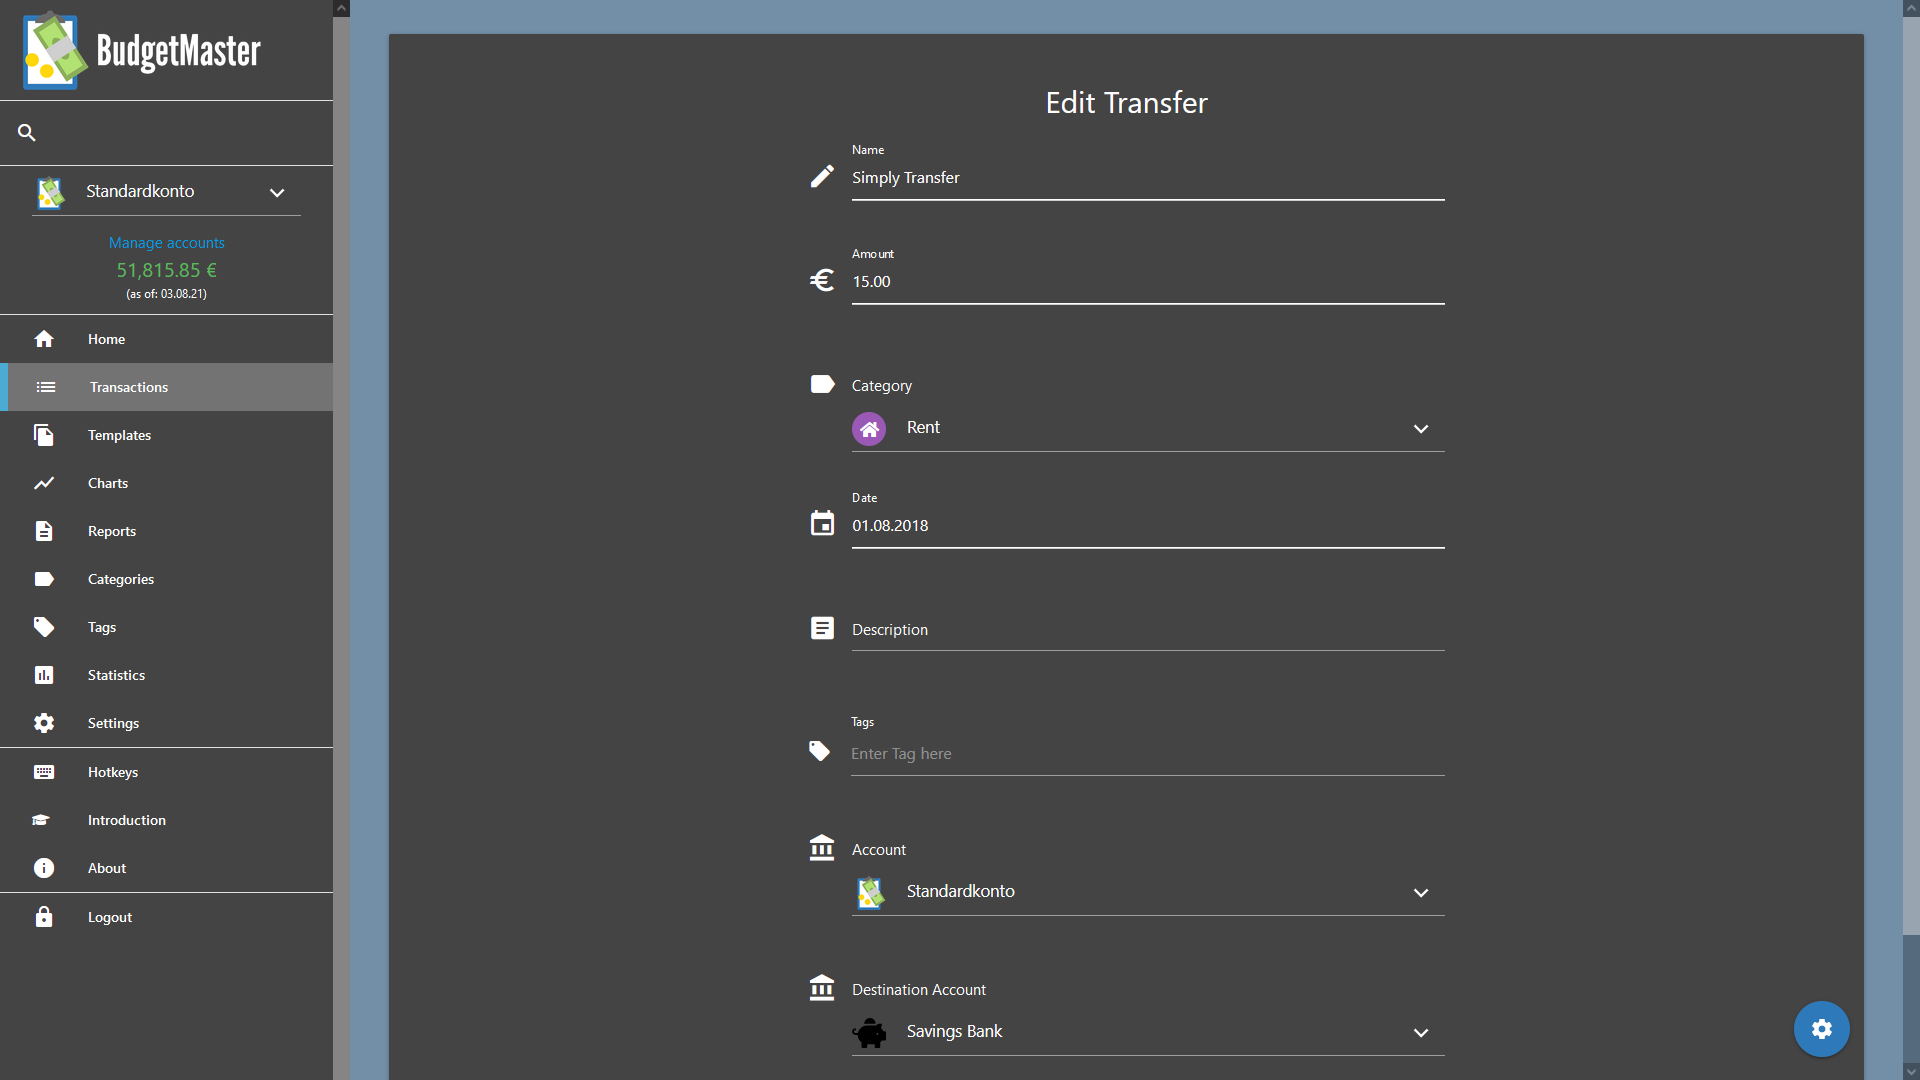 BudgetMaster
Standardkonto
Manage accounts
51,815.85 €
(as of: 03.08.21)
Home
Transactions
Templates
Charts
Reports
Categories
Tags
Statistics
Settings
Hotkeys
Introduction
About
Logout
Edit Transfer
Name
Simply Transfer
Amount
15.00
Category
Rent
Date
01.08.2018
Description
Tags
Enter Tag here
Account
Standardkonto
Destination Account
Savings Bank